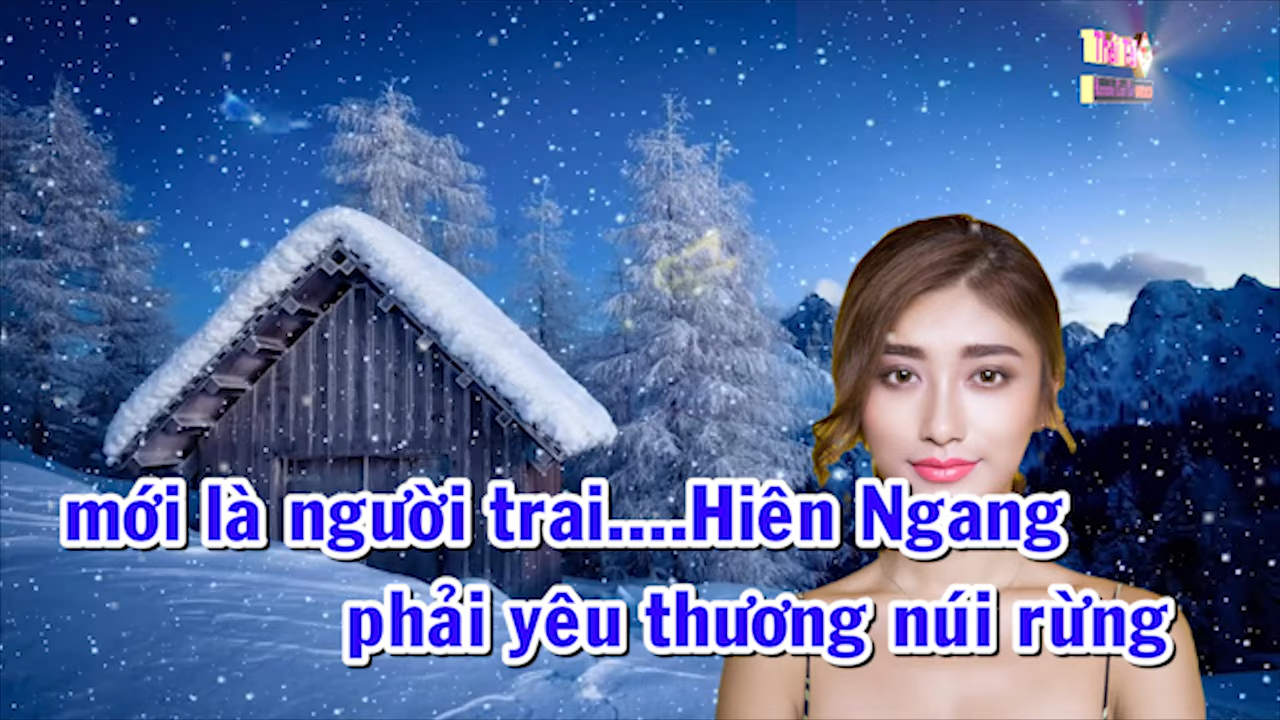 mới là người trai....Hiên Ngang
phải yêu thương núi rừng